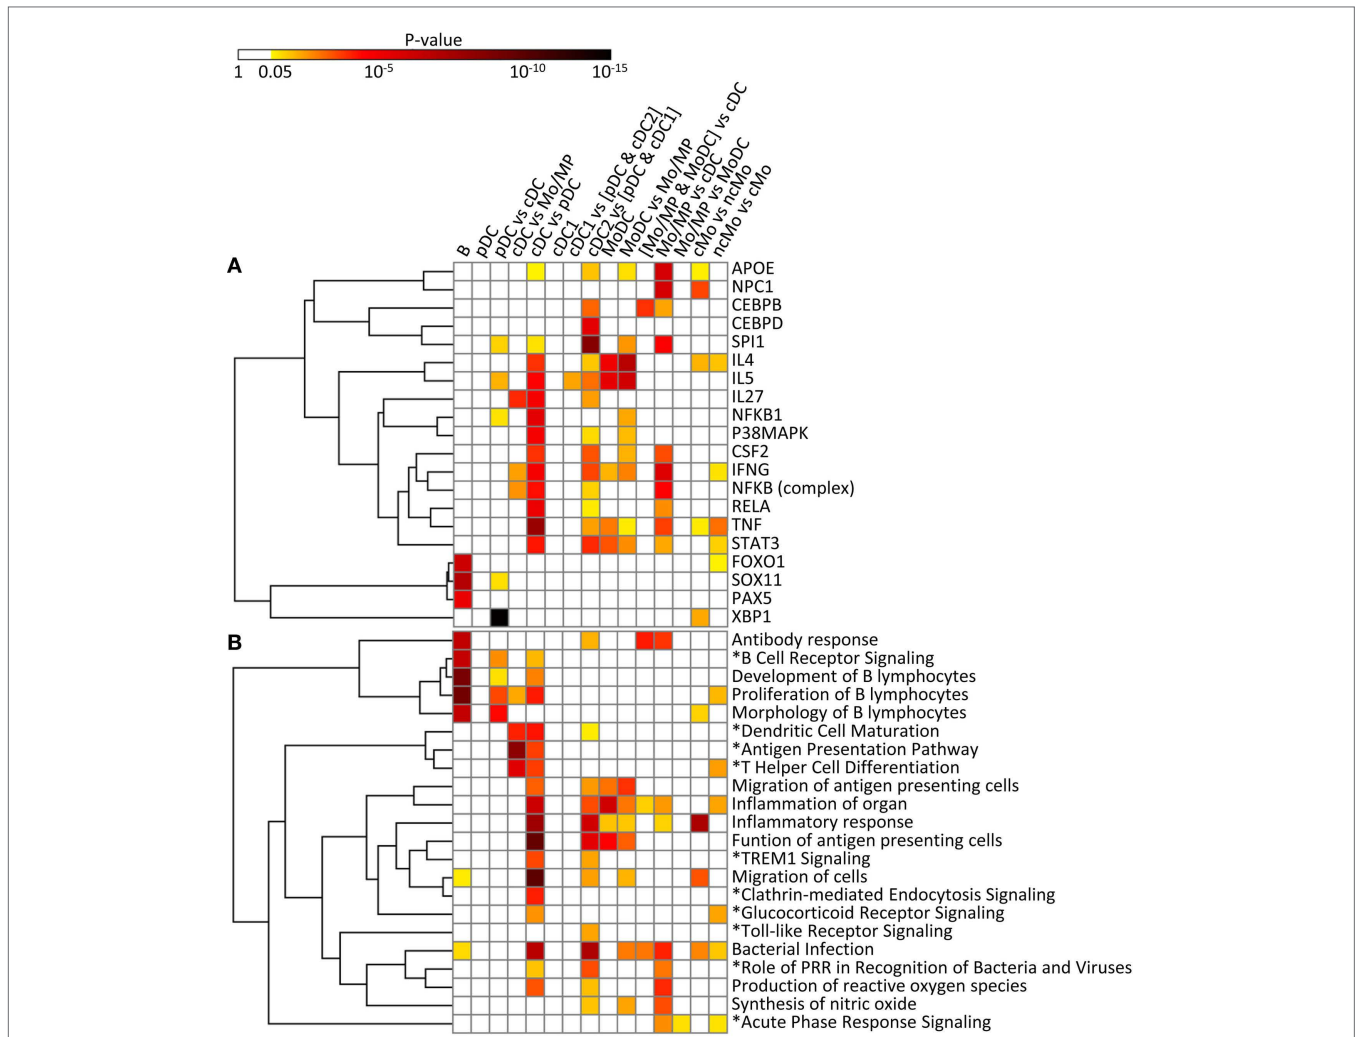 P-value
1 0.05 10-5 10-10 10-15
B
pDC
pDC vs cDC
cDC vs Mo/MP
cDC vs pDC
cDC1
cDC1 vs [pDC & cDC2]
cDC2 vs [pDC & cDC1]
MoDC
MoDC vs Mo/MP
[Mo/MP & MoDC] vs cDC
Mo/MP vs cDC
Mo/MP vs MoDC
cMo vs ncMo
ncMo vs cMo
A
APOE
NPC1
CEBPB
CEBPD
SPI1
IL4
IL5
IL27
NFKB1
P38MAPK
CSF2
IFNG
NFKB (complex)
RELA
TNF
STAT3
FOXO1
SOX11
PAX5
XBP1
B
Antibody response
*B Cell Receptor Signaling
Development of B lymphocytes
Proliferation of B lymphocytes
Morphology of B lymphocytes
*Dendritic Cell Maturation
*Antigen Presentation Pathway
*T Helper Cell Differentiation
Migration of antigen presenting cells
Inflammation of organ
Inflammatory response
Funtion of antigen presenting cells
*TREM1 Signaling
Migration of cells
*Clathrin-mediated Endocytosis Signaling
*Glucocorticoid Receptor Signaling
*Toll-like Receptor Signaling
Bacterial Infection
*Role of PRR in Recognition of Bacteria and Viruses
Production of reactive oxygen species
Synthesis of nitric oxide
*Acute Phase Response Signaling